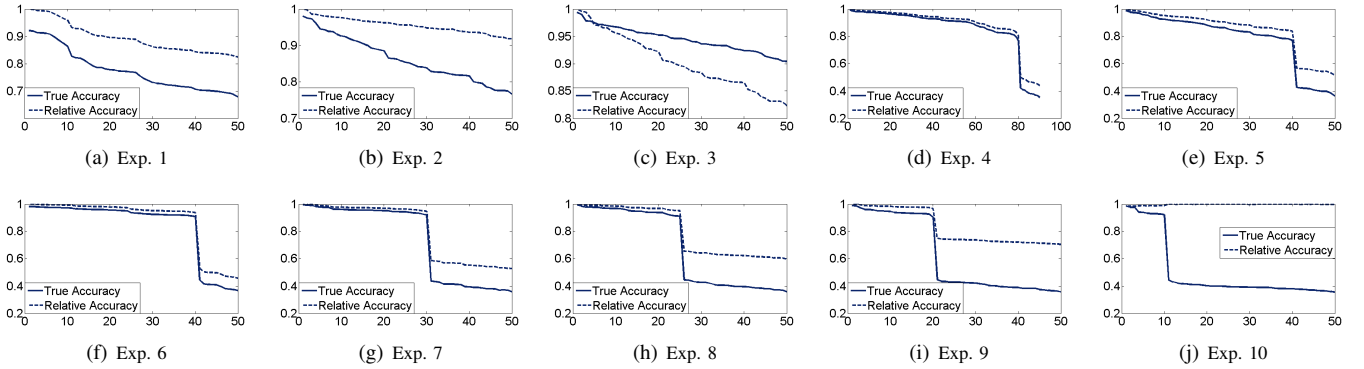 1
0.9
0.8
0.7
True Accuracy
Relative Accuracy
0 10 20 30 40 50
(a) Exp. 1
1
0.9
0.8
0.7
True Accuracy
Relative Accuracy
0 10 20 30 40 50
(b) Exp. 2
1
0.95
0.9
0.85
0.8
True Accuracy
Relative Accuracy
0 10 20 30 40 50
(c) Exp. 3
1
0.8
0.6
0.4
0.2
True Accuracy
Relative Accuracy
0 20 40 60 80 100
(d) Exp. 4
1
0.8
0.6
0.4
0.2
True Accuracy
Relative Accuracy
0 10 20 30 40 50
(e) Exp. 5
1
0.8
0.6
0.4
0.2
True Accuracy
Relative Accuracy
0 10 20 30 40 50
(f) Exp. 6
1
0.8
0.6
0.4
0.2
True Accuracy
Relative Accuracy
0 10 20 30 40 50
(g) Exp. 7
1
0.8
0.6
0.4
0.2
True Accuracy
Relative Accuracy
0 10 20 30 40 50
(h) Exp. 8
1
0.8
0.6
0.4
0.2
True Accuracy
Relative Accuracy
0 10 20 30 40 50
(i) Exp. 9
1
0.8
0.6
0.4
0.2
True Accuracy
Relative Accuracy
0 10 20 30 40 50
(j) Exp. 10